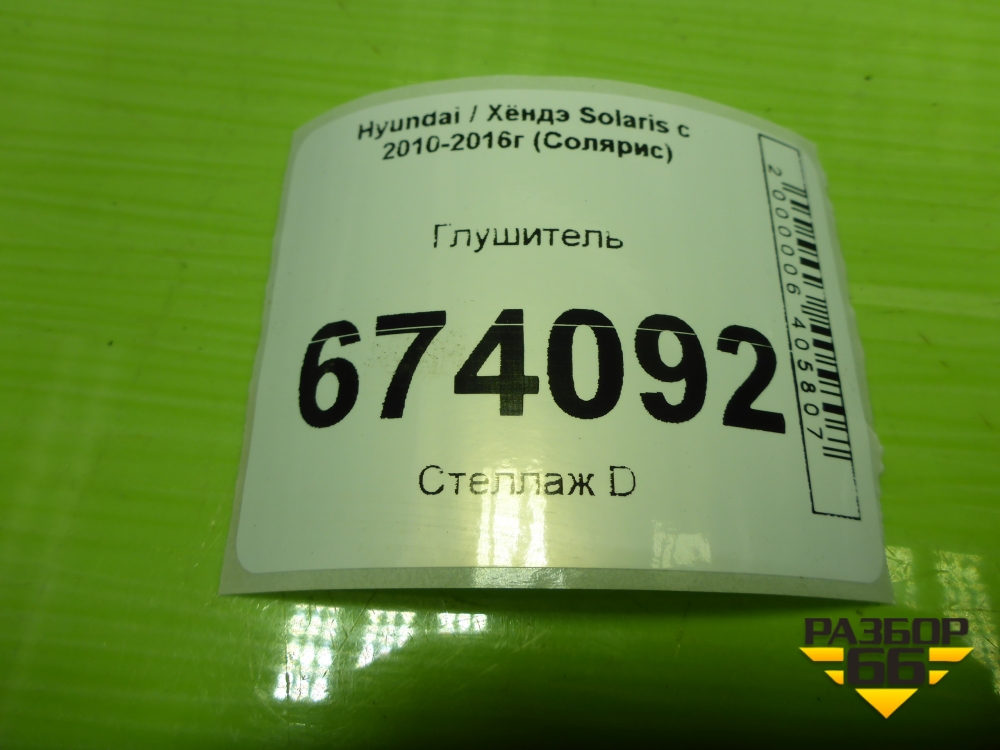 Hyundai / Хёндэ Solaris с
2010-2016г (Солярис)
Глушитель
674092
Стеллаж D
2000006405807
РАЗБОР
66